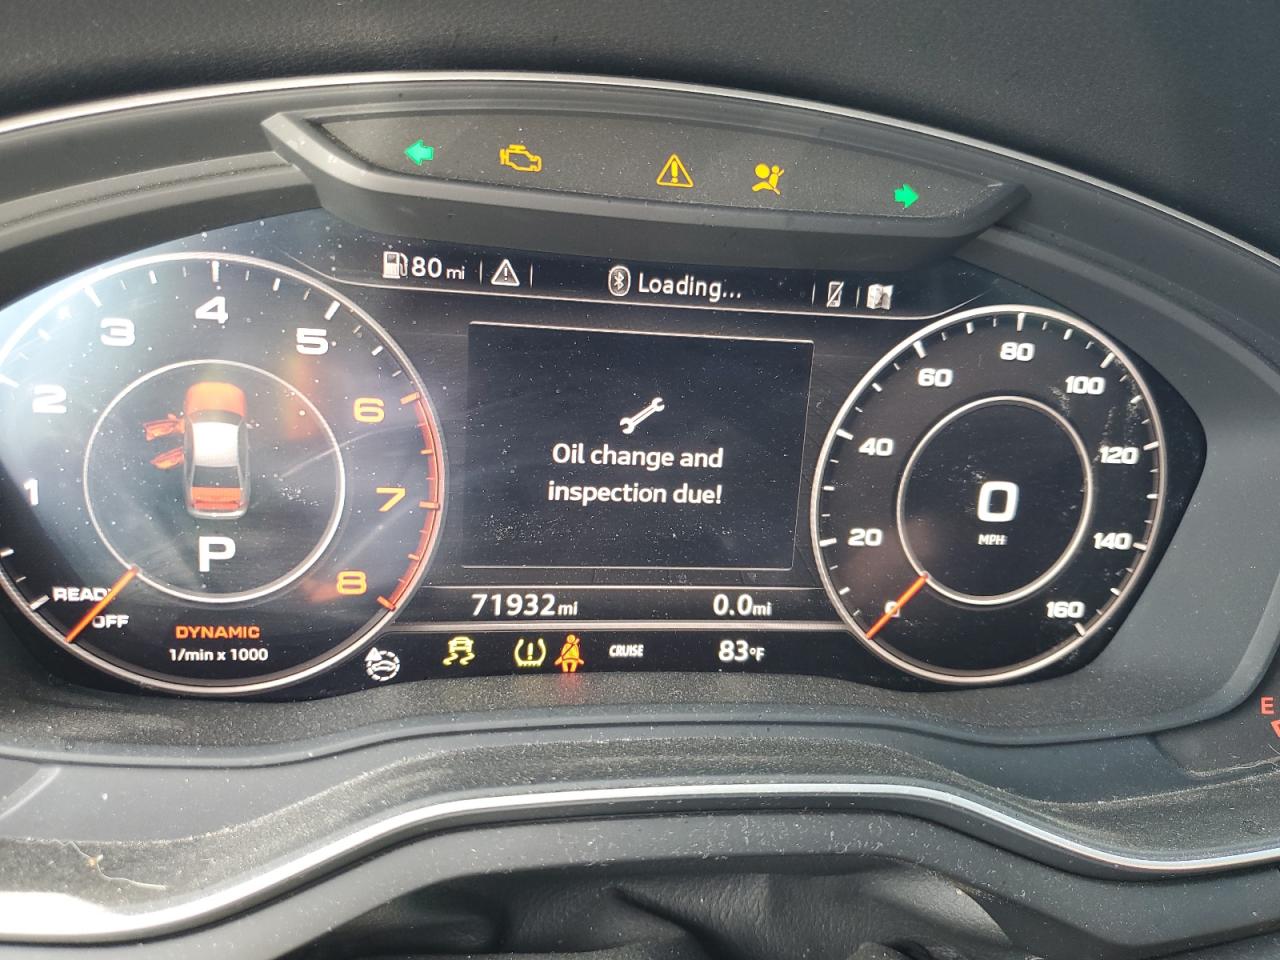 80 mi
Loading...
1
2
3
4
5
6
7
8
P
READY
OFF
DYNAMIC
1/min x 1000
Oil change and
inspection due!
71932 mi
0.0 mi
CRUISE
83°F
0
20
40
60
80
100
120
140
160
0
MPH
E